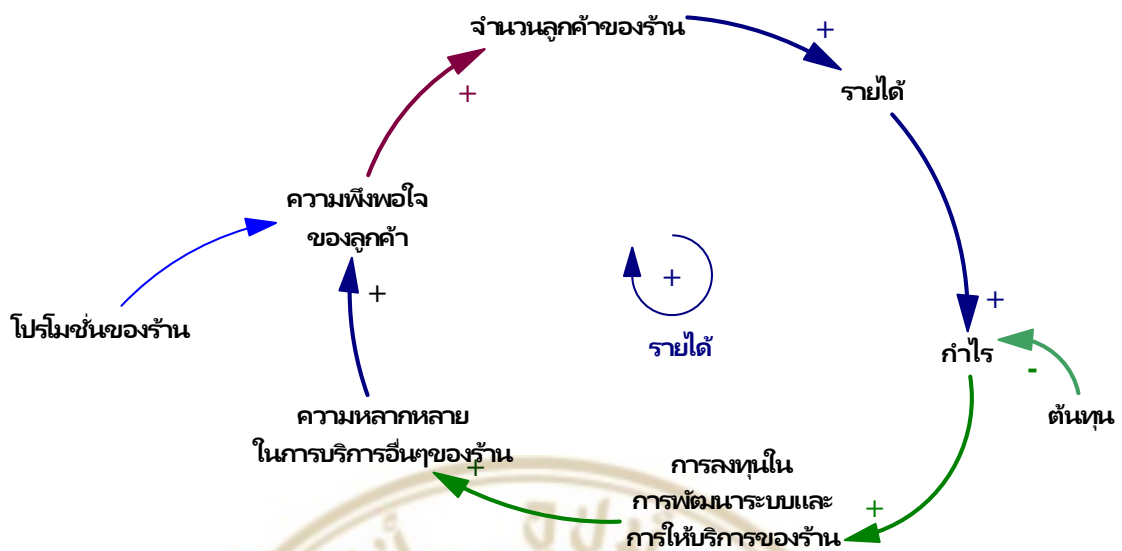 จำนวนลูกค้าของร้าน
+
รายได้
+
ความพึงพอใจ
ของลูกค้า
+
+
+
โปรโมชั่นของร้าน
รายได้
กำไร
-
ต้นทุน
ความหลากหลาย
ในการบริการอื่นๆของร้าน
+
การลงทุนใน
การพัฒนาระบบและ
การให้บริการของร้าน
+